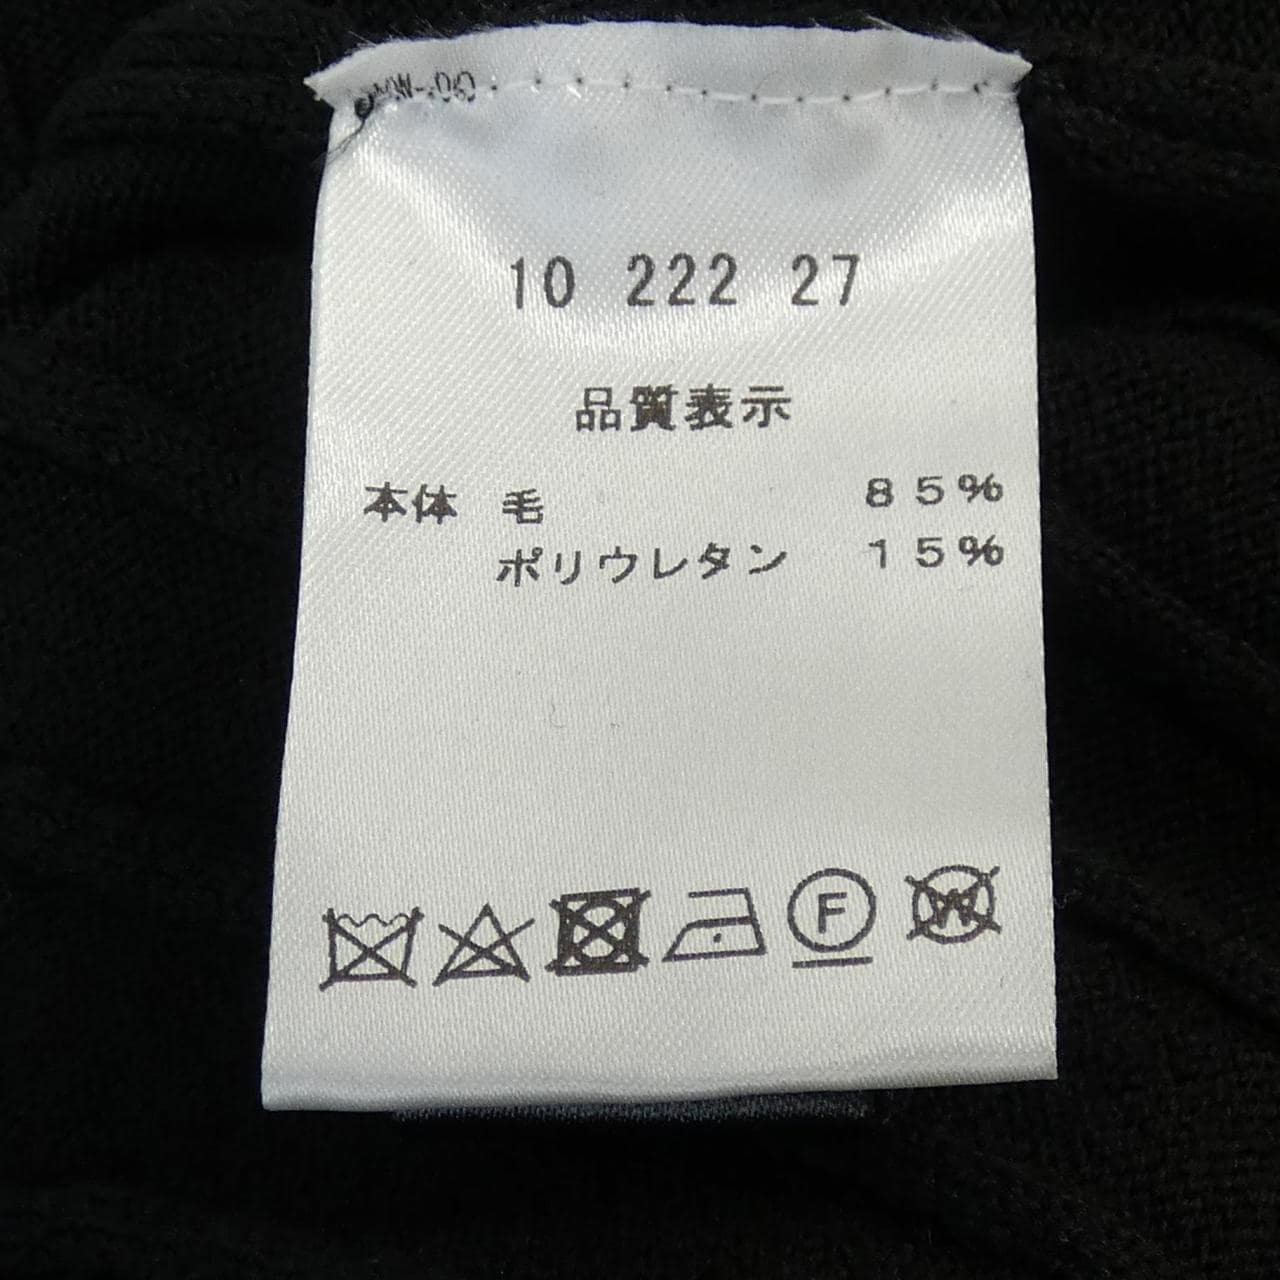 10 222 27
品質表示
本体 毛 85%
ポリウレタン 15%
F
W